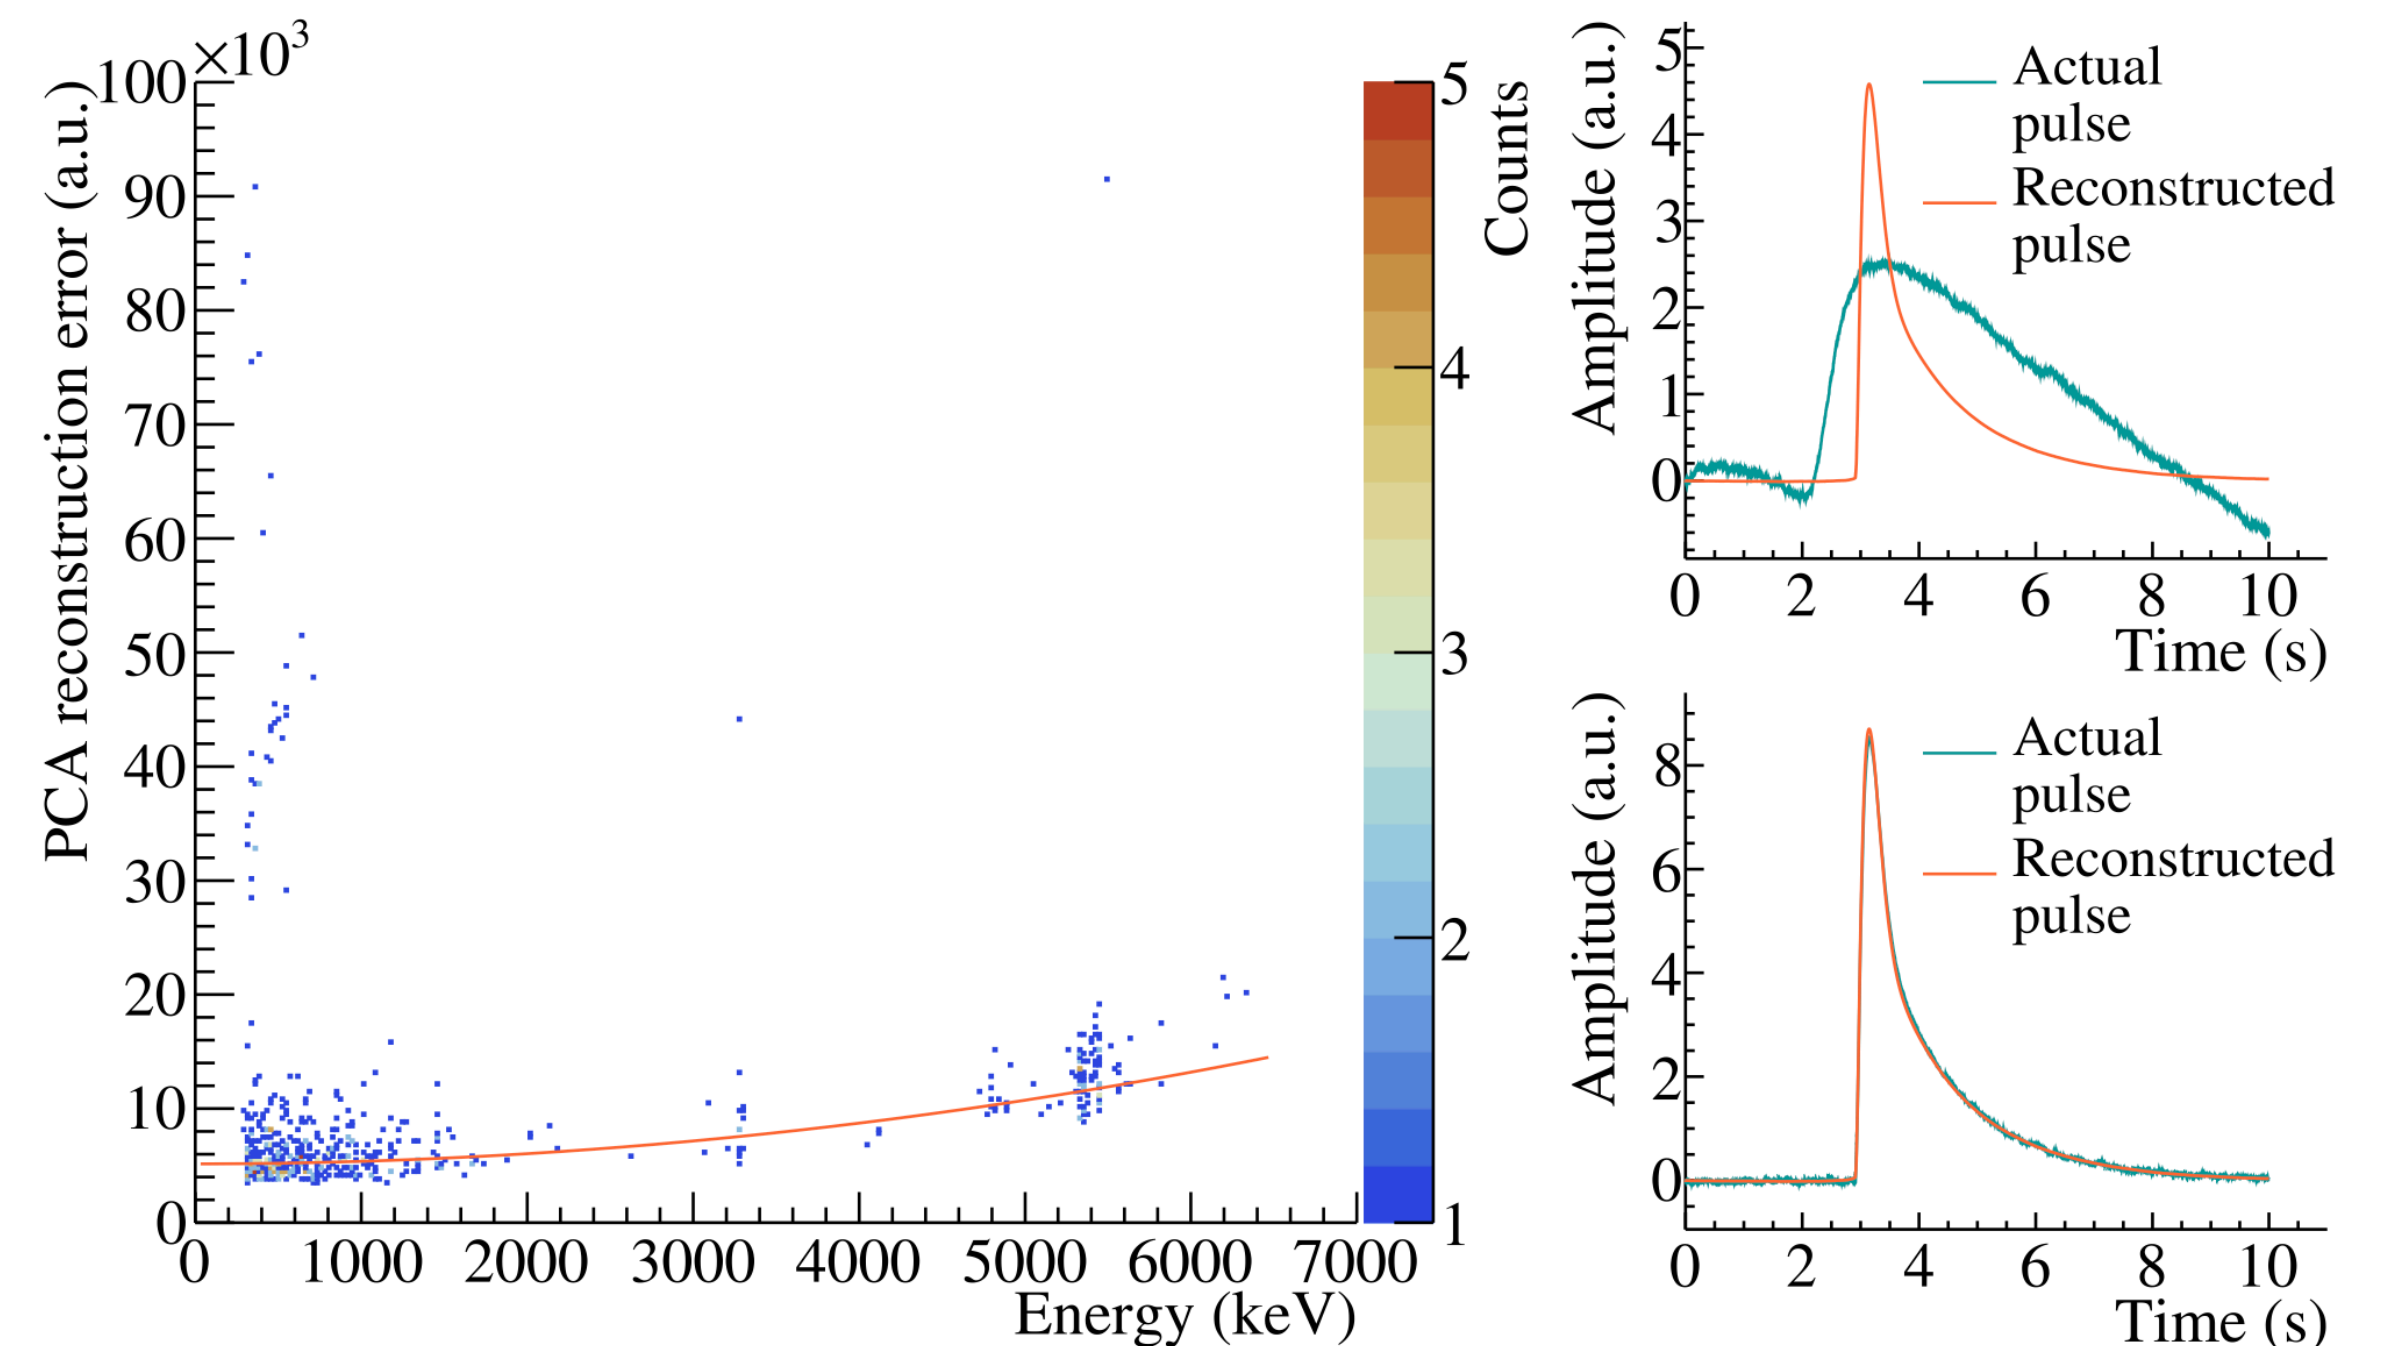 ×10³
100
90
80
70
60
50
40
30
20
10
0
PCA reconstruction error (a.u.)
0 1000 2000 3000 4000 5000 6000 7000
Energy (keV)
5
4
3
2
1
Counts
5
4
3
2
1
0
Amplitude (a.u.)
Actual
pulse
Reconstructed
pulse
0 2 4 6 8 10
Time (s)
8
6
4
2
0
Amplitude (a.u.)
Actual
pulse
Reconstructed
pulse
0 2 4 6 8 10
Time (s)